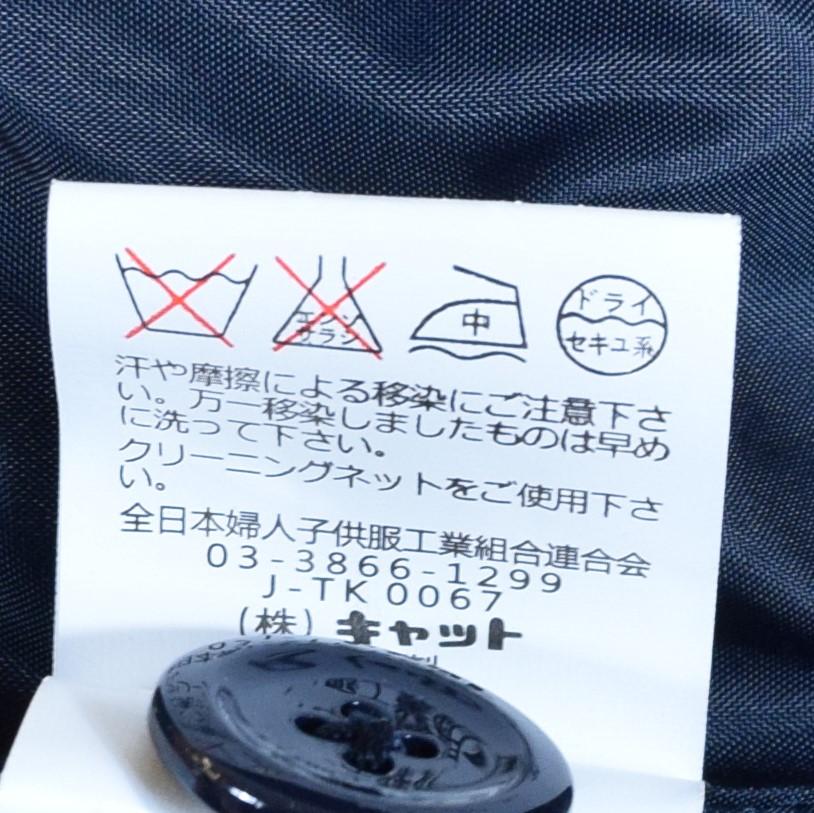 エンソ
サラシ
中
ドライ
セキユ系
汗や摩擦による移染にご注意下さ
い。万一移染しましたものは早め
に洗って下さい。
クリーニングネットをご使用下さ
い。
全日本婦人子供服工業組合連合会
03-3866-1299
J-TK 0067
(株) キャット